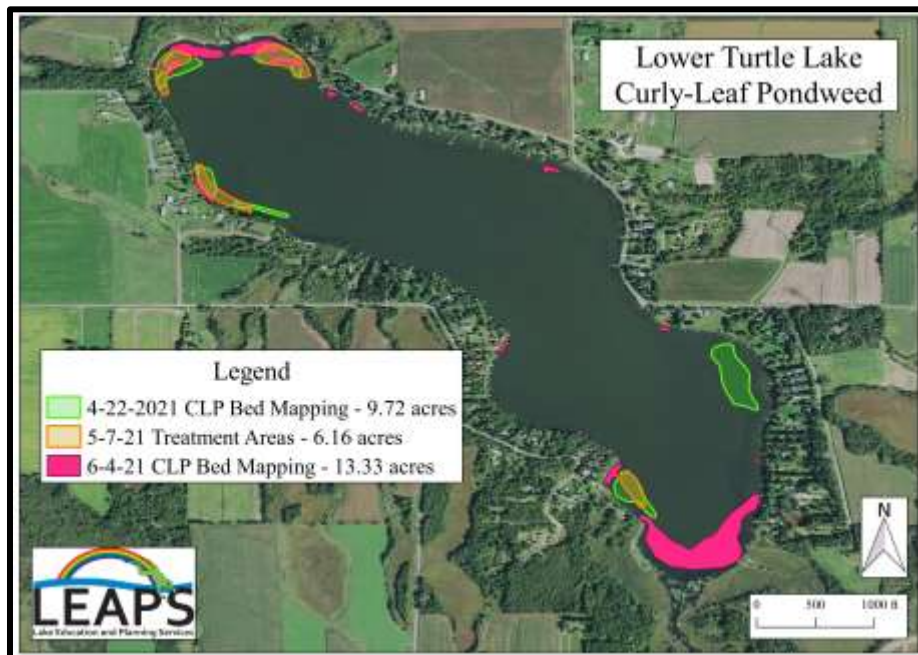 Lower Turtle Lake
Curly-Leaf Pondweed
Legend
4-22-2021 CLP Bed Mapping - 9.72 acres
5-7-21 Treatment Areas - 6.16 acres
6-4-21 CLP Bed Mapping - 13.33 acres
N
0 500 1000 ft
LEAPS
Lake Education and Planning Services